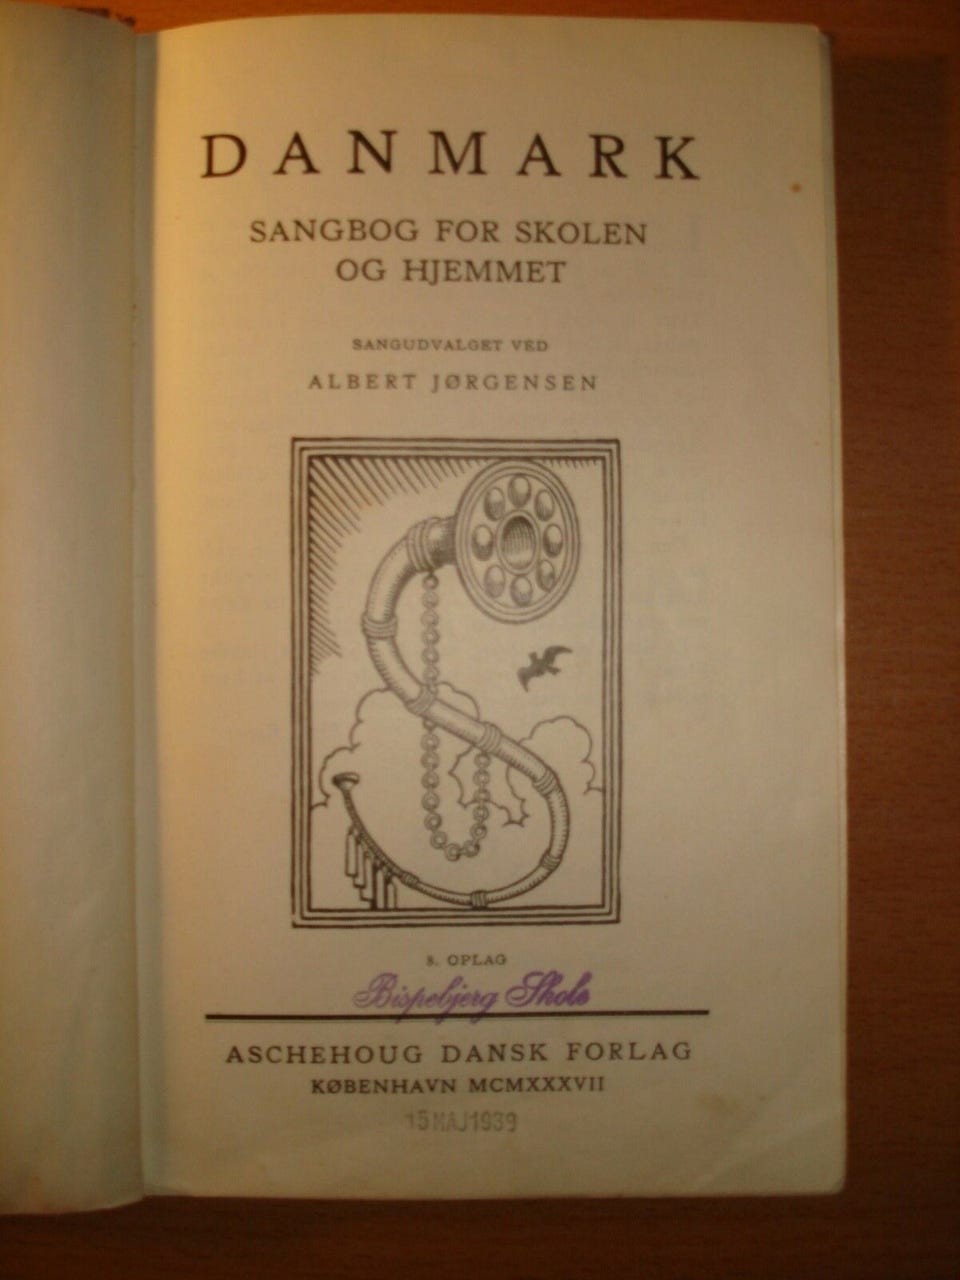 DANMARK
SANGBOG FOR SKOLEN
OG HJEMMET
SANGUDVALGET VED
ALBERT JØRGENSEN
8. OPLAG
Bispebjerg Skole
ASCHEHOUG DANSK FORLAG
KØBENHAVN MCMXXXVII
15 MAJ 1939